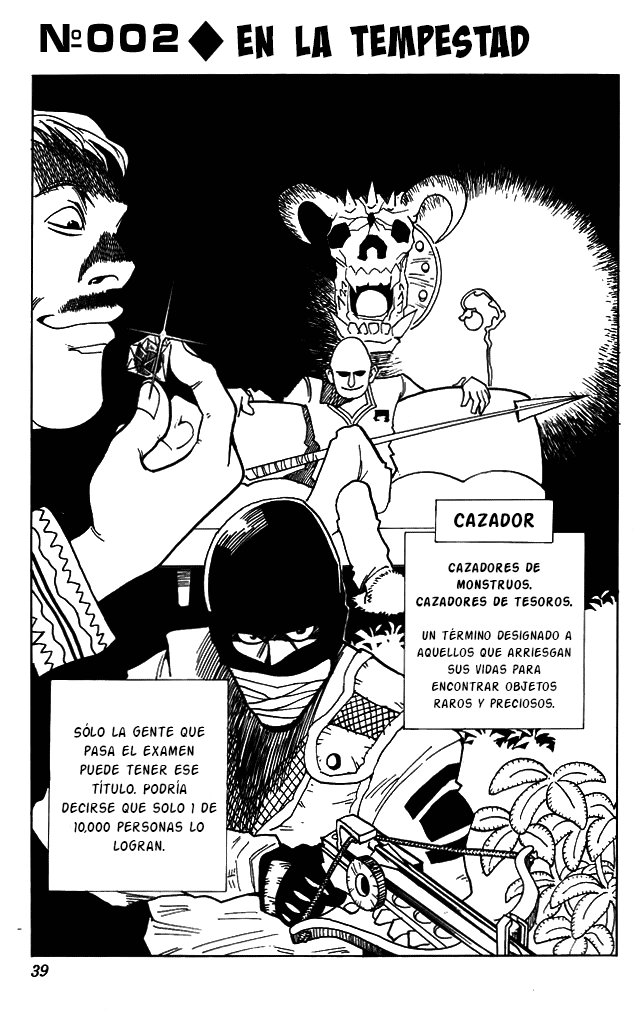 Nº002◆EN LA TEMPESTAD
CAZADOR
CAZADORES DE
MONSTRUOS.
CAZADORES DE TESOROS.
UN TÉRMINO DESIGNADO A
AQUELLOS QUE ARRIESGAN
SUS VIDAS PARA
ENCONTRAR OBJETOS
RAROS Y PRECIOSOS.
SÓLO LA GENTE QUE
PASA EL EXAMEN
PUEDE TENER ESE
TÍTULO. PODRÍA
DECIRSE QUE SOLO 1 DE
10,000 PERSONAS LO
LOGRAN.
39